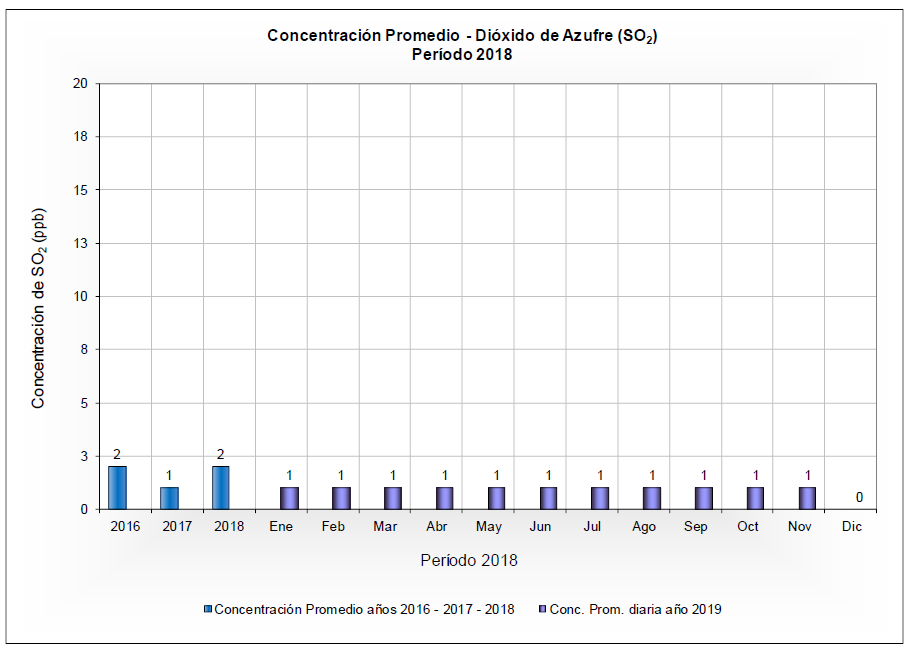 Concentración Promedio - Dióxido de Azufre (SO₂)
Período 2018
Concentración de SO₂ (ppb)
20
18
15
13
10
8
5
3
0
2 1 2 1 1 1 1 1 1 1 1 1 1 1 0
2016 2017 2018 Ene Feb Mar Abr May Jun Jul Ago Sep Oct Nov Dic
Período 2018
Concentración Promedio años 2016 - 2017 - 2018 Conc. Prom. diaria año 2019